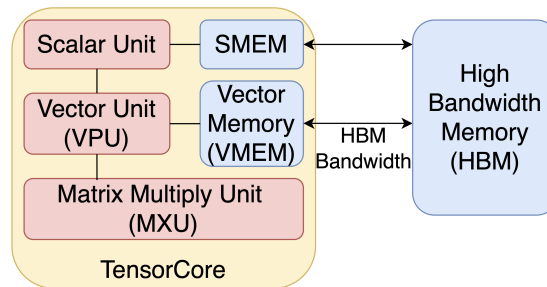 Scalar Unit
SMEM
Vector Unit
(VPU)
Vector
Memory
(VMEM)
Matrix Multiply Unit
(MXU)
TensorCore
HBM
Bandwidth
High
Bandwidth
Memory
(HBM)